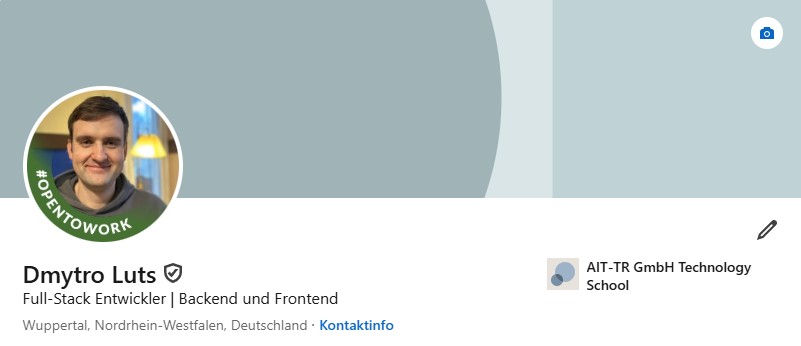 #OPENTOWORK
Dmytro Luts
Full-Stack Entwickler | Backend und Frontend
Wuppertal, Nordrhein-Westfalen, Deutschland · Kontaktinfo
AIT-TR GmbH Technology
School